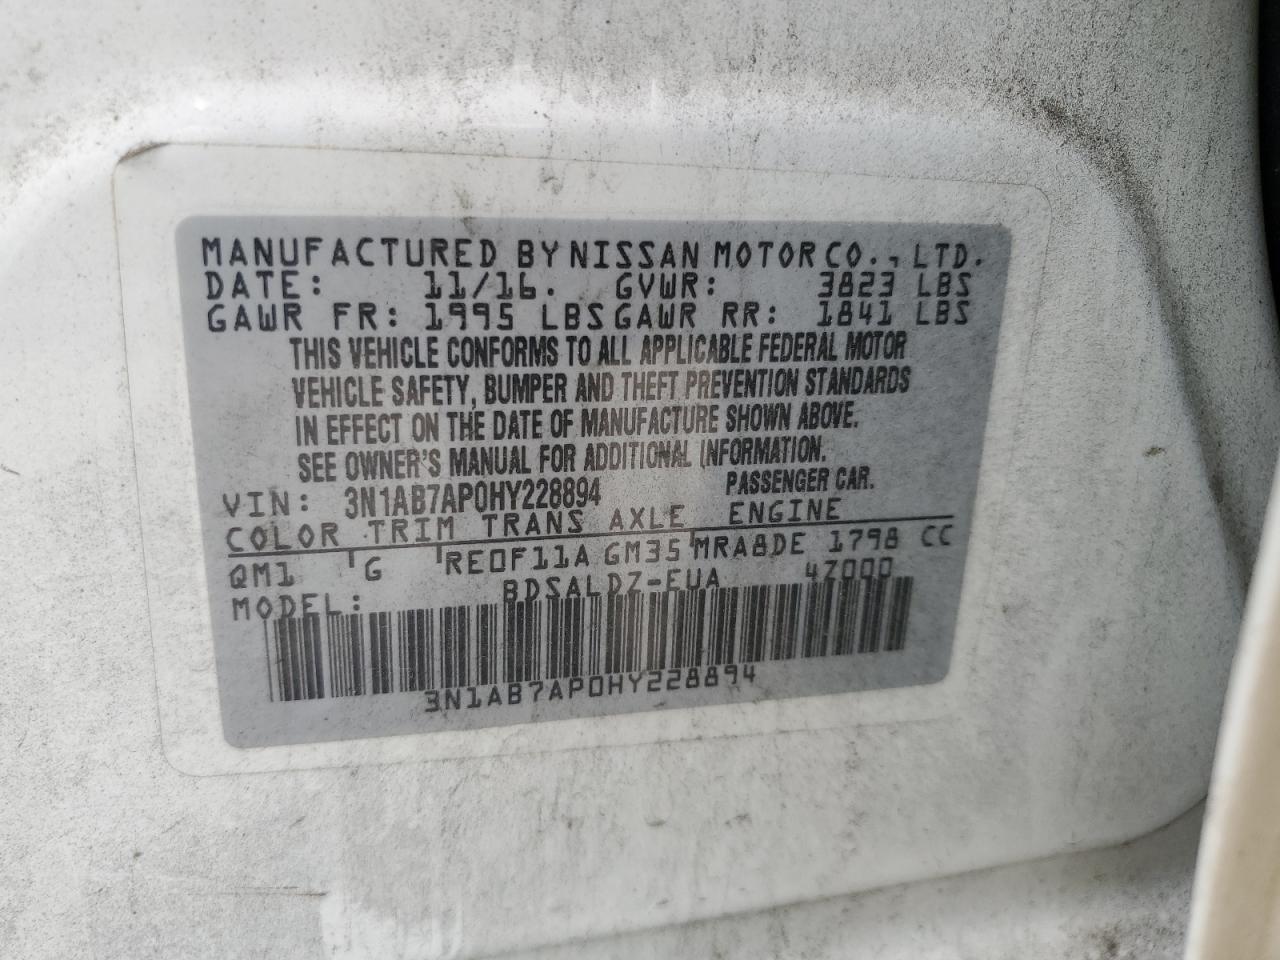 MANUFACTURED BY NISSAN MOTOR CO., LTD.
DATE: 11/16. GVWR: 3823 LBS
GAWR FR: 1995 LBS GAWR RR: 1841 LBS
THIS VEHICLE CONFORMS TO ALL APPLICABLE FEDERAL MOTOR
VEHICLE SAFETY, BUMPER AND THEFT PREVENTION STANDARDS
IN EFFECT ON THE DATE OF MANUFACTURE SHOWN ABOVE.
SEE OWNER'S MANUAL FOR ADDITIONAL INFORMATION.
VIN: 3N1AB7AP0HY228894 PASSENGER CAR.
COLOR TRIM TRANS AXLE ENGINE
QM1 G RE0F11A GM35 MRA8DE 1798 CC
MODEL: BDSALDZ-EUA 4Z000
3N1AB7AP0HY228894